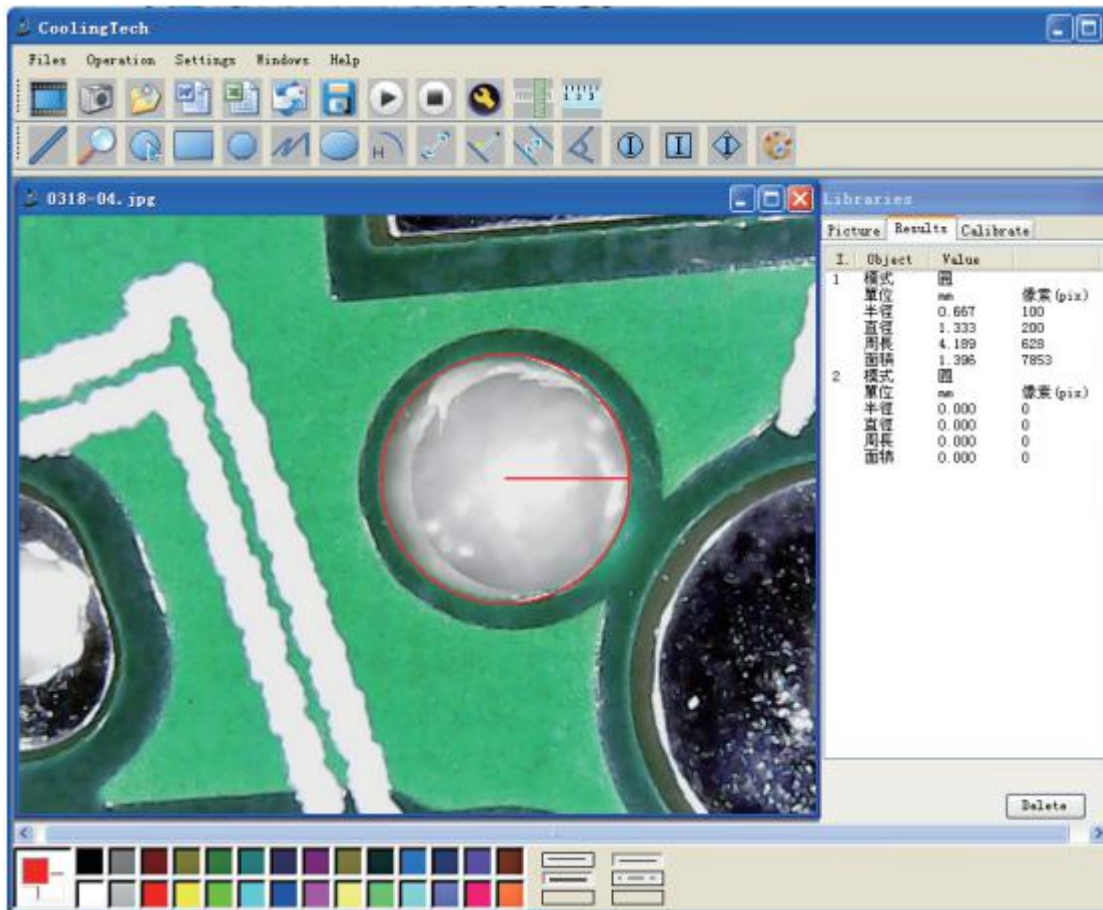 CoolingTech
Files Operation Settings Windows Help
0318-04.jpg
Libraries
Picture Results Calibrate
I. Object Value
1 模式 圓
單位 mm 像素(pix)
半徑 0.667 100
直徑 1.333 200
周長 4.189 628
面積 1.396 7853
2 模式 圓
單位 mm 像素(pix)
半徑 0.000 0
直徑 0.000 0
周長 0.000 0
面積 0.000 0
Delete